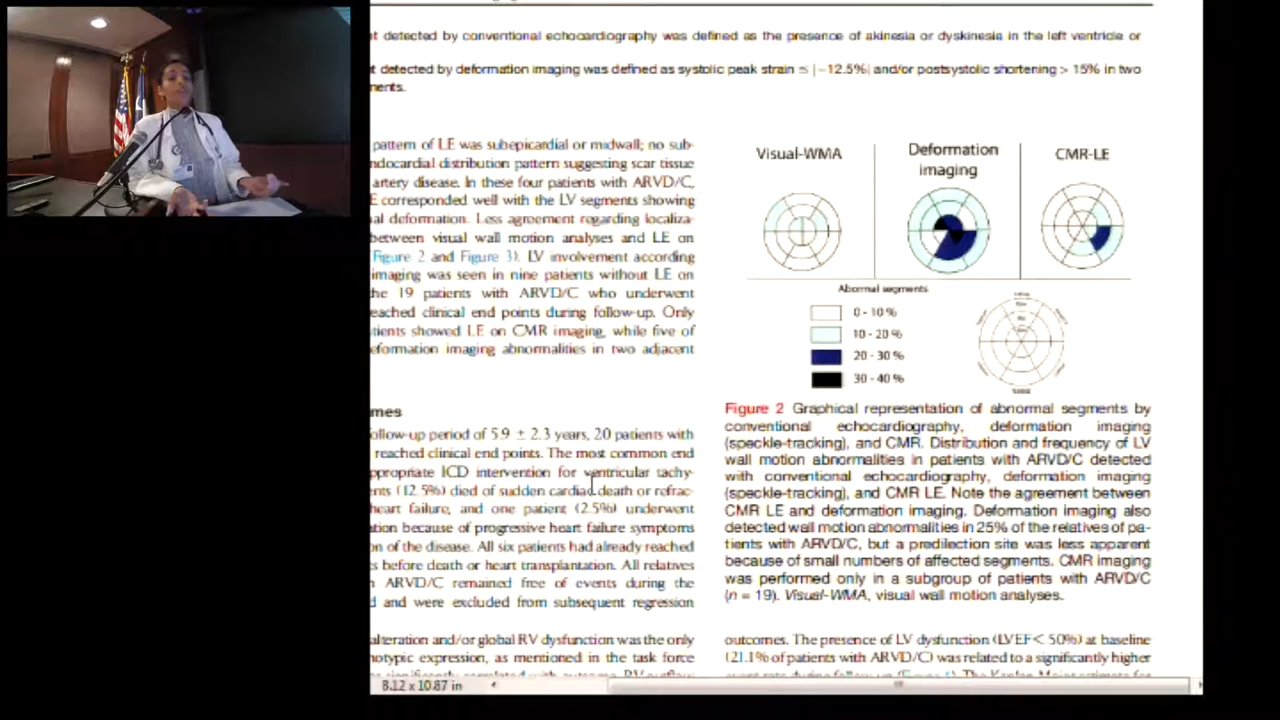 t detected by conventional echocardiography was defined as the presence of akinesia or dyskinesia in the left ventricle or
t detected by deformation imaging was defined as systolic peak strain ≤ |−12.5%| and/or postsystolic shortening > 15% in two
ments.
pattern of LE was subepicardial or midwall; no sub-
ndocardial distribution pattern suggesting scar tissue
artery disease. In these four patients with ARVD/C,
E corresponded well with the LV segments showing
al deformation. Less agreement regarding localiza-
between visual wall motion analyses and LE on
Figure 2 and Figure 3). LV involvement according
imaging was seen in nine patients without LE on
he 19 patients with ARVD/C who underwent
eached clinical end points during follow-up. Only
tients showed LE on CMR imaging, while five of
eformation imaging abnormalities in two adjacent
mes
ollow-up period of 5.9 ± 2.3 years, 20 patients with
reached clinical end points. The most common end
ppropriate ICD intervention for ventricular tachy-
ents (12.5%) died of sudden cardiac death or refrac-
heart failure, and one patient (2.5%) underwent
ation because of progressive heart failure symptoms
on of the disease. All six patients had already reached
s before death or heart transplantation. All relatives
h ARVD/C remained free of events during the
d and were excluded from subsequent regression
alteration and/or global RV dysfunction was the only
notypic expression, as mentioned in the task force
Visual-WMA
Deformation
imaging
CMR-LE
Abormal segments
0 - 10 %
10 - 20 %
20 - 30 %
30 - 40 %
Figure 2 Graphical representation of abnormal segments by
conventional echocardiography, deformation imaging
(speckle-tracking), and CMR. Distribution and frequency of LV
wall motion abnormalities in patients with ARVD/C detected
with conventional echocardiography, deformation imaging
(speckle-tracking), and CMR LE. Note the agreement between
CMR LE and deformation imaging. Deformation imaging also
detected wall motion abnormalities in 25% of the relatives of pa-
tients with ARVD/C, but a predilection site was less apparent
because of small numbers of affected segments. CMR imaging
was performed only in a subgroup of patients with ARVD/C
(n = 19). Visual-WMA, visual wall motion analyses.
outcomes. The presence of LV dysfunction (LVEF< 50%) at baseline
(21.1% of patients with ARVD/C) was related to a significantly higher
8.12 x 10.87 in